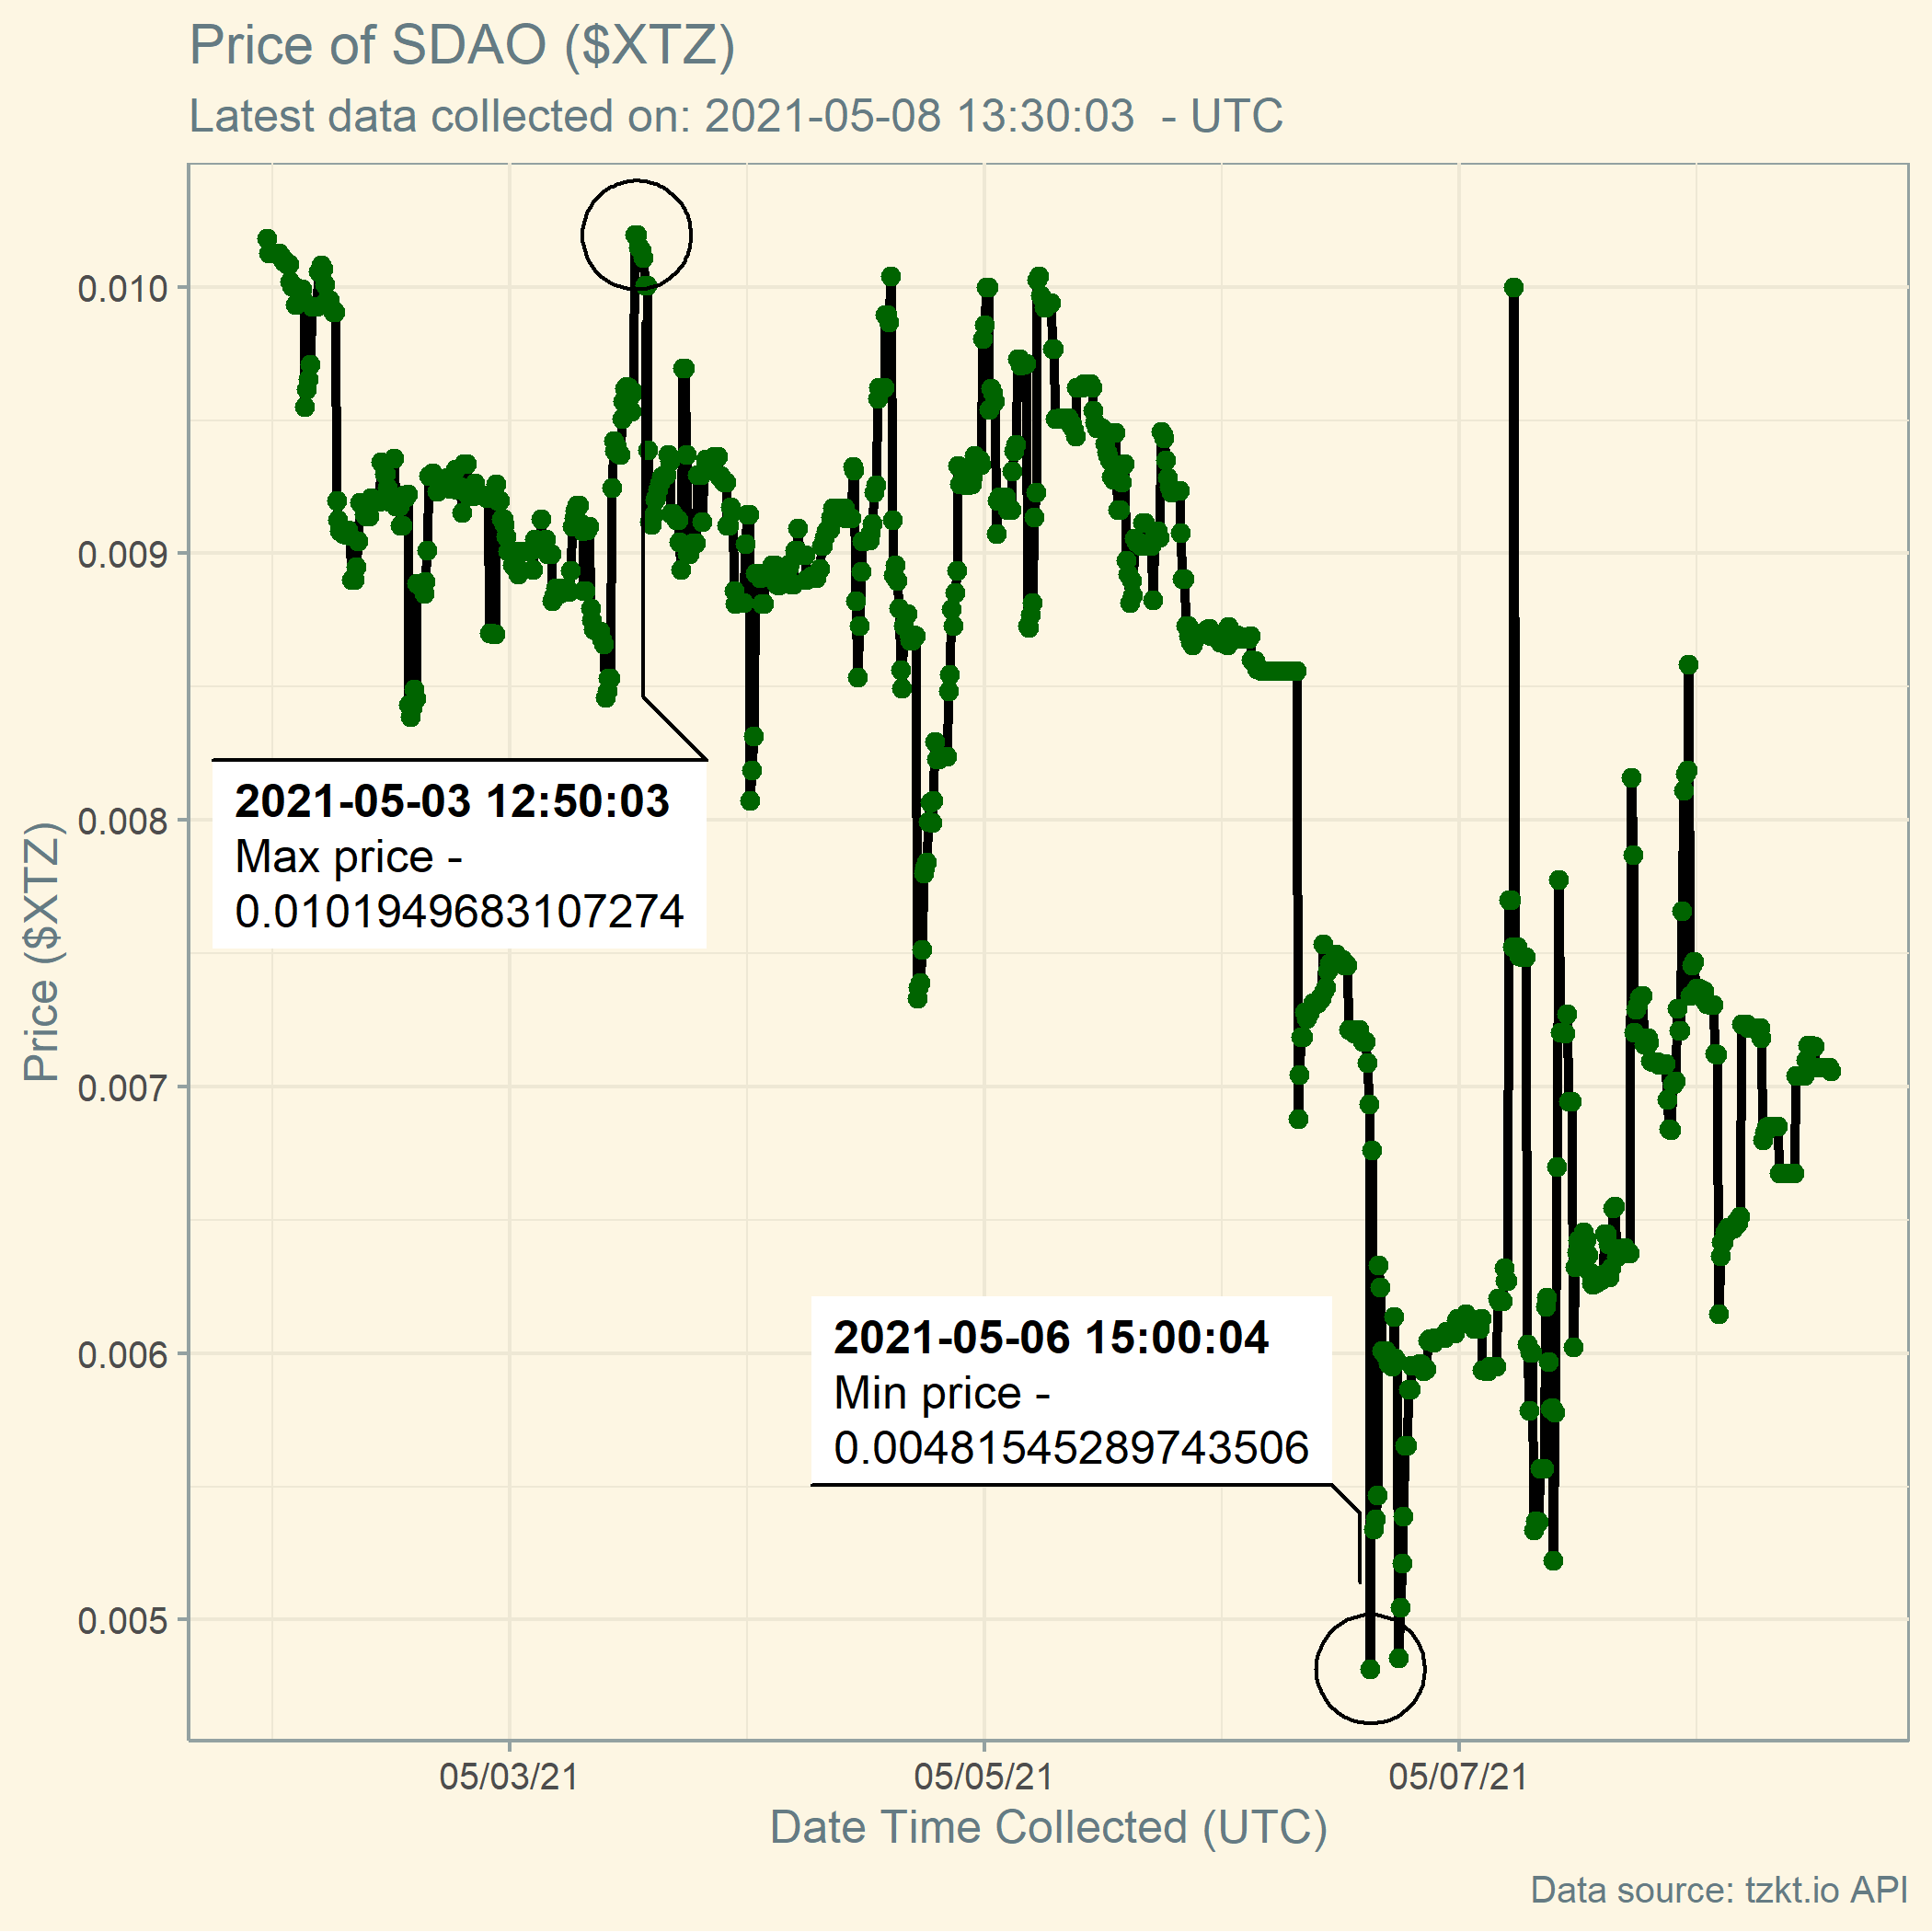 Price of SDAO ($XTZ)
Latest data collected on: 2021-05-08 13:30:03  - UTC
Price ($XTZ)
0.010
0.009
0.008
0.007
0.006
0.005
2021-05-03 12:50:03
Max price -
0.0101949683107274
2021-05-06 15:00:04
Min price -
0.00481545289743506
05/03/21
05/05/21
05/07/21
Date Time Collected (UTC)
Data source: tzkt.io API